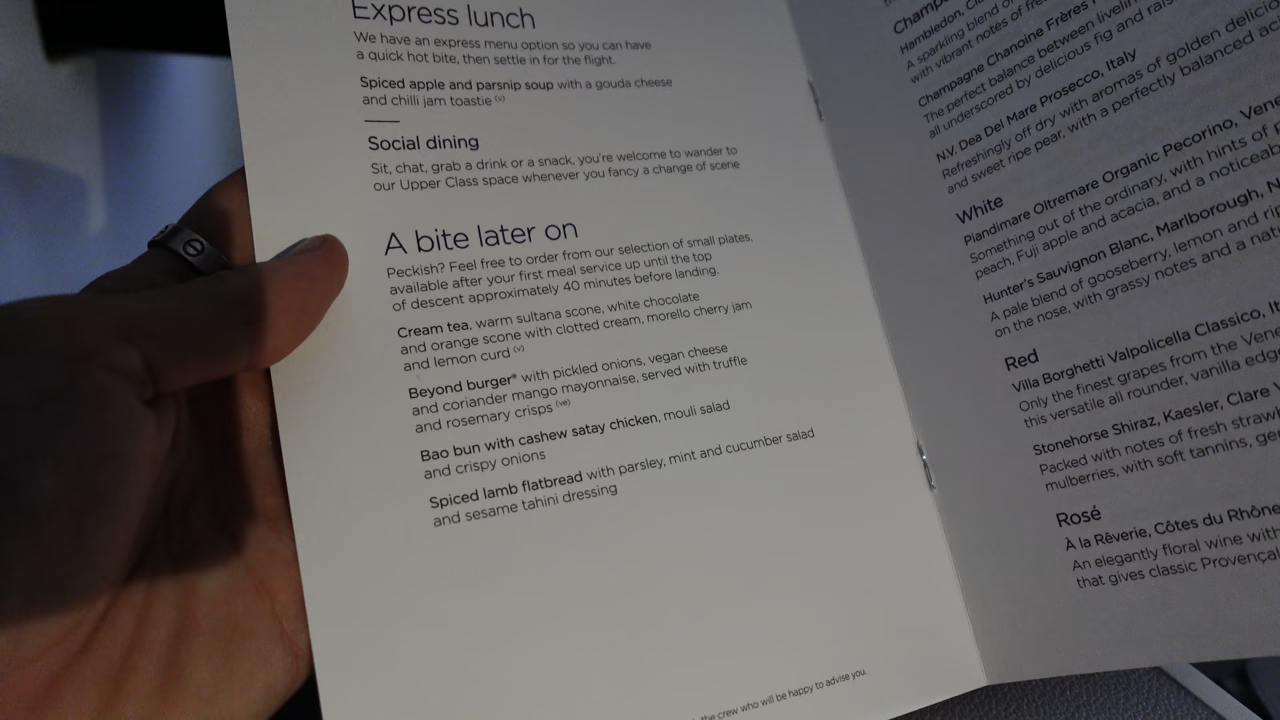 Express lunch
We have an express menu option so you can have
a quick hot bite, then settle in for the flight.
Spiced apple and parsnip soup with a gouda cheese
and chilli jam toastie (v)
Social dining
Sit, chat, grab a drink or a snack, you're welcome to wander to
our Upper Class space whenever you fancy a change of scene
A bite later on
Peckish? Feel free to order from our selection of small plates,
available after your first meal service up until the top
of descent approximately 40 minutes before landing.
Cream tea, warm sultana scone, white chocolate
and orange scone with clotted cream, morello cherry jam
and lemon curd (v)
Beyond burger® with pickled onions, vegan cheese
and coriander mango mayonnaise, served with truffle
and rosemary crisps (ve)
Bao bun with cashew satay chicken, mouli salad
and crispy onions
Spiced lamb flatbread with parsley, mint and cucumber salad
and sesame tahini dressing
the crew who will be happy to advise you.
Hambledon,
A sparkling blend
with vibrant notes of
Champagne Chanoine Frères
The perfect balance between
all underscored by delicious fig and
N.V. Dea Del Mare Prosecco, Italy
Refreshingly off dry with aromas of golden
and sweet ripe pear, with a perfectly balanced
White
Piandimare Oltremare Organic Pecorino,
Something out of the ordinary, with hints of
peach, Fuji apple and acacia, and a
Hunter's Sauvignon Blanc, Marlborough,
A pale blend of gooseberry, lemon and
on the nose, with grassy notes and a
Red
Villa Borghetti Valpolicella Classico,
Only the finest grapes from the
this versatile all rounder, vanilla
Stonehorse Shiraz, Kaesler, Clare
Packed with notes of fresh
mulberries, with soft tannins,
Rosé
À la Rêverie, Côtes du Rhône
An elegantly floral wine with
that gives classic Provençal